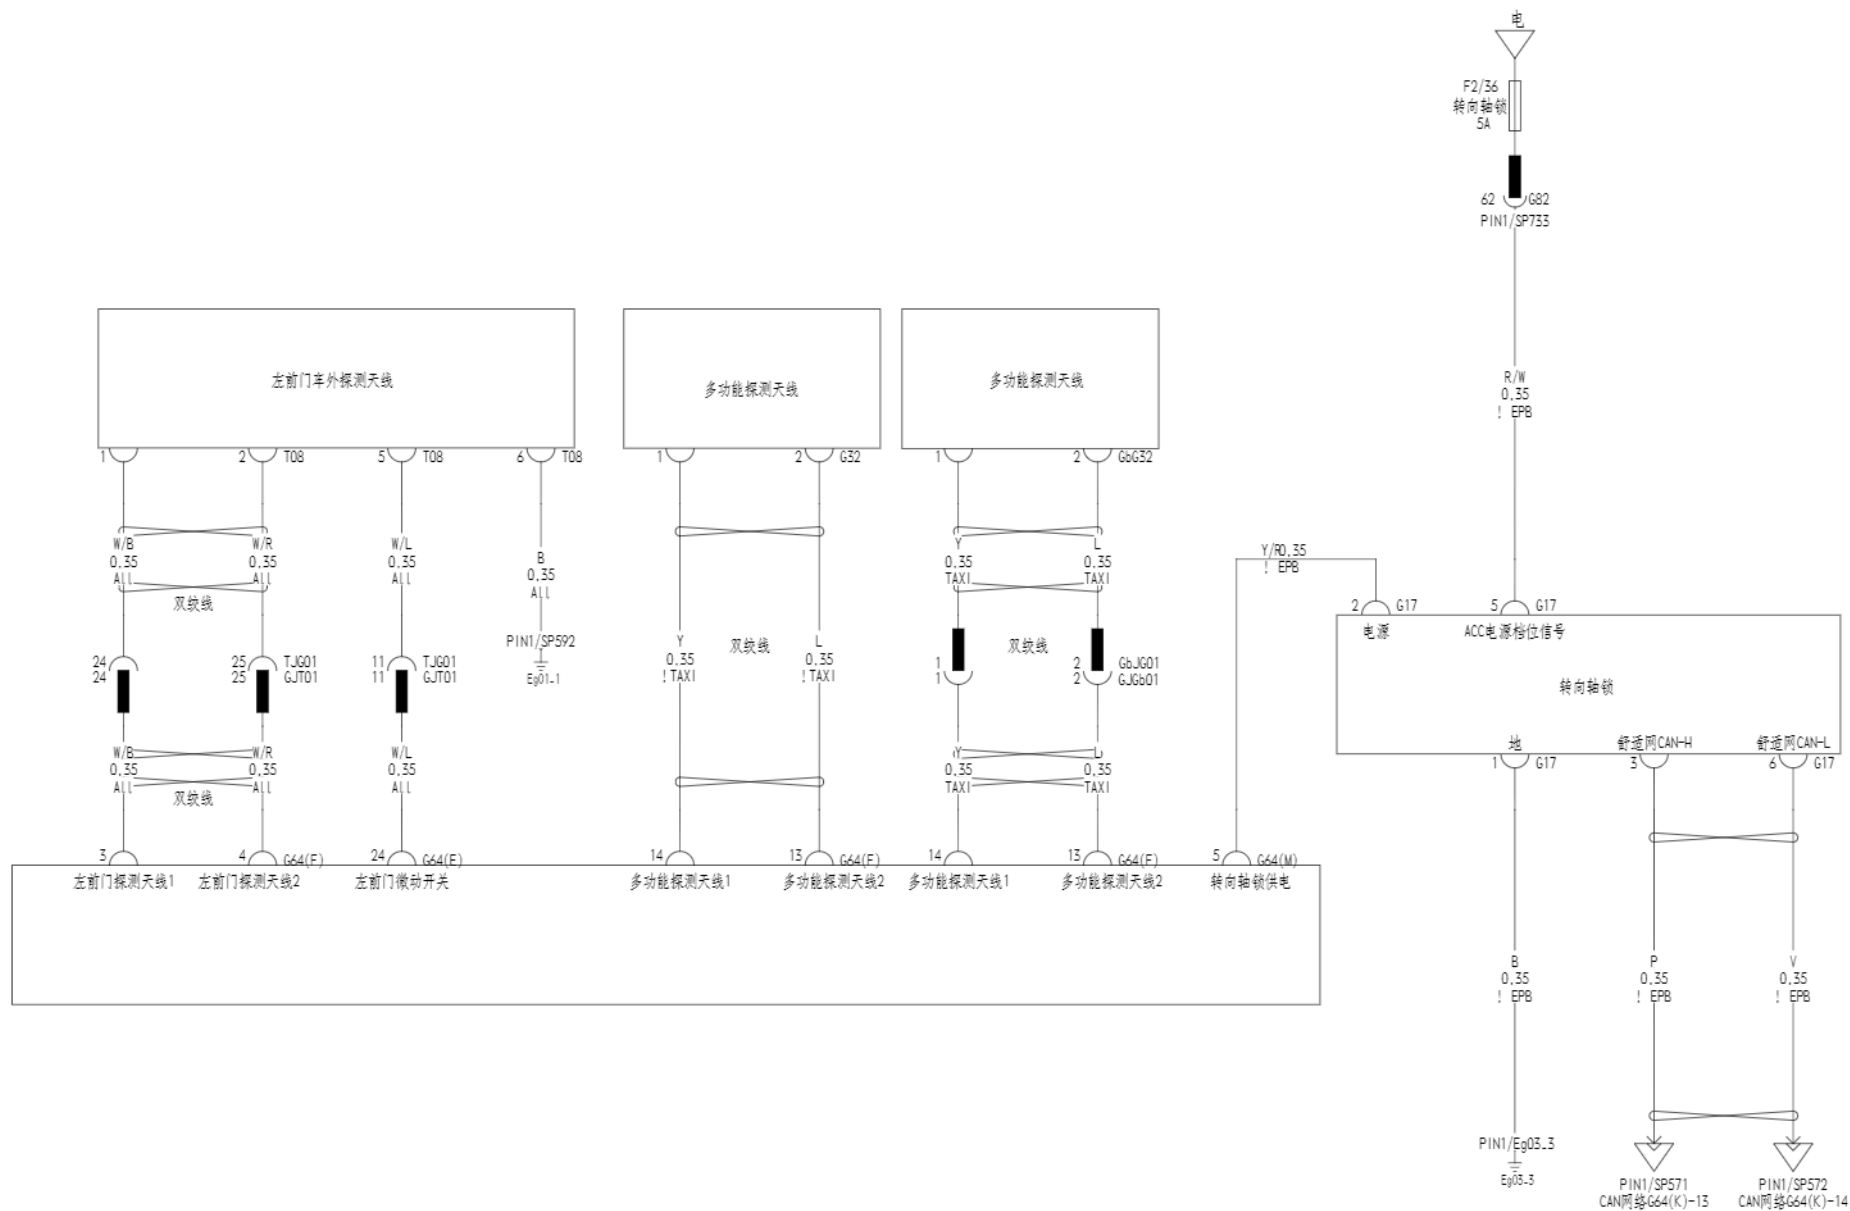 电
F2/36
转向轴锁
5A
62 G82
PIN1/SP733
左前门车外探测天线
多功能探测天线
多功能探测天线
R/W
0.35
! EPB
1 2 T08 5 T08 6 T08 1 2 G32 1 2 GbG32
W/B W/R W/L B Y L
0.35 0.35 0.35 0.35 0.35 0.35
ALL ALL ALL ALL TAXI TAXI
双绞线
Y/R0.35
! EPB
2 G17 5 G17
电源 ACC电源档位信号
PIN1/SP592
Eg01-1
Y 双绞线 L 双绞线
0.35 0.35
!TAXI !TAXI
24 25 TJG01 11 TJG01
24 25 GJT01 11 GJT01
1 2 GbJG01
1 2 GJGb01
转向轴锁
地 舒适网CAN-H 舒适网CAN-L
1 G17 3 6 G17
W/B W/R W/L Y L
0.35 0.35 0.35 0.35 0.35
ALL ALL ALL TAXI TAXI
双绞线
3 4 G64(F) 24 G64(E) 14 13 G64(F) 14 13 G64(F) 5 G64(M)
左前门探测天线1 左前门探测天线2 左前门微动开关 多功能探测天线1 多功能探测天线2 多功能探测天线1 多功能探测天线2 转向轴锁供电
B P V
0.35 0.35 0.35
! EPB ! EPB ! EPB
PIN1/Eg03-3
Eg03-3
PIN1/SP571 PIN1/SP572
CAN网络G64(K)-13 CAN网络G64(K)-14